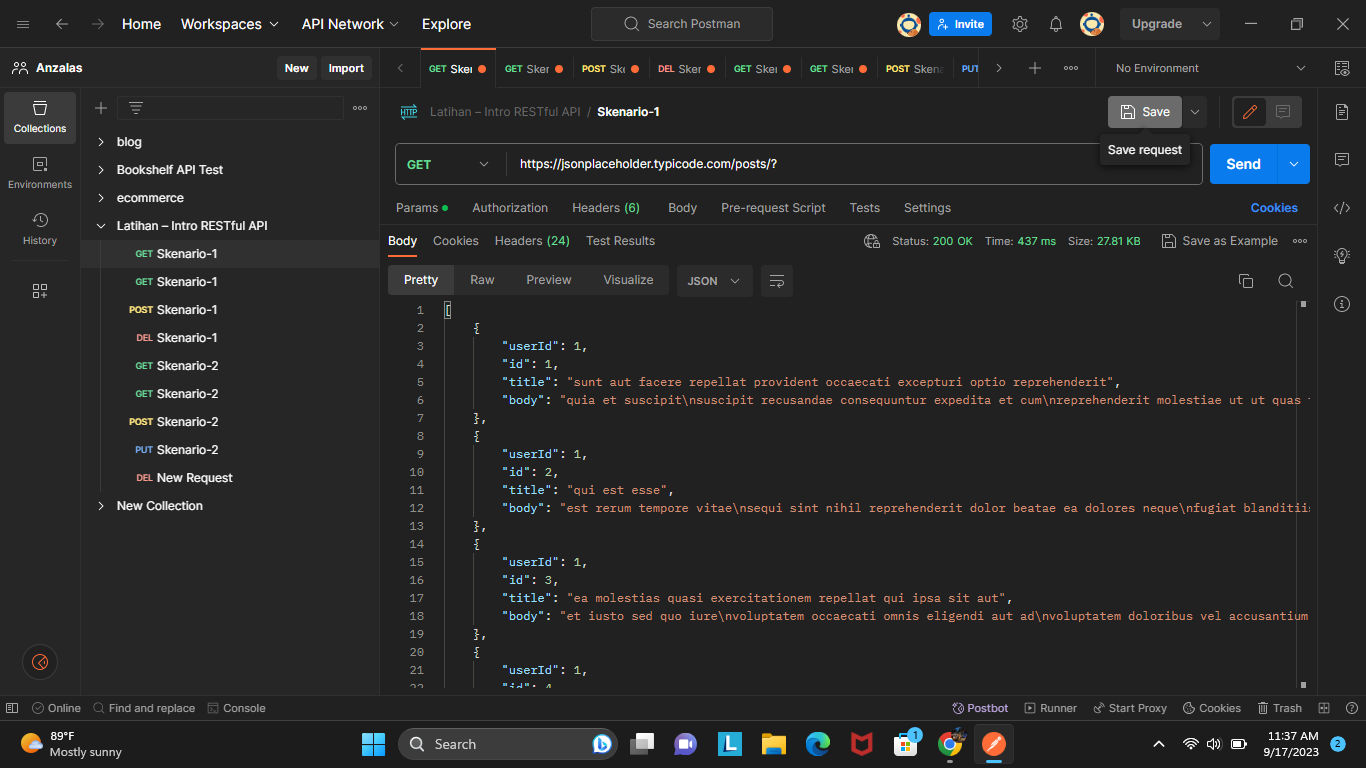 Home Workspaces API Network Explore Search Postman Invite Upgrade
Anzalas New Import GET Sker GET Sker POST Ske DEL Sker GET Sker GET Sker POST Skena PUT No Environment
Collections
Environments
History
blog
Bookshelf API Test
ecommerce
Latihan – Intro RESTful API
GET Skenario-1
GET Skenario-1
POST Skenario-1
DEL Skenario-1
GET Skenario-2
GET Skenario-2
POST Skenario-2
PUT Skenario-2
DEL New Request
New Collection
HTTP Latihan – Intro RESTful API / Skenario-1 Save
Save request
GET https://jsonplaceholder.typicode.com/posts/? Send
Params Authorization Headers (6) Body Pre-request Script Tests Settings Cookies
Body Cookies Headers (24) Test Results Status: 200 OK Time: 437 ms Size: 27.81 KB Save as Example
Pretty Raw Preview Visualize JSON
1 [
2 {
3 "userId": 1,
4 "id": 1,
5 "title": "sunt aut facere repellat provident occaecati excepturi optio reprehenderit",
6 "body": "quia et suscipit\nsuscipit recusandae consequuntur expedita et cum\nreprehenderit molestiae ut ut quas
7 },
8 {
9 "userId": 1,
10 "id": 2,
11 "title": "qui est esse",
12 "body": "est rerum tempore vitae\nsequi sint nihil reprehenderit dolor beatae ea dolores neque\nfugiat blanditiis
13 },
14 {
15 "userId": 1,
16 "id": 3,
17 "title": "ea molestias quasi exercitationem repellat qui ipsa sit aut",
18 "body": "et iusto sed quo iure\nvoluptatem occaecati omnis eligendi aut ad\nvoluptatem doloribus vel accusantium
19 },
20 {
21 "userId": 1,
22 "id": 4
Online Find and replace Console Postbot Runner Start Proxy Cookies Trash
89°F
Mostly sunny
Search
L
1
11:37 AM
9/17/2023
2